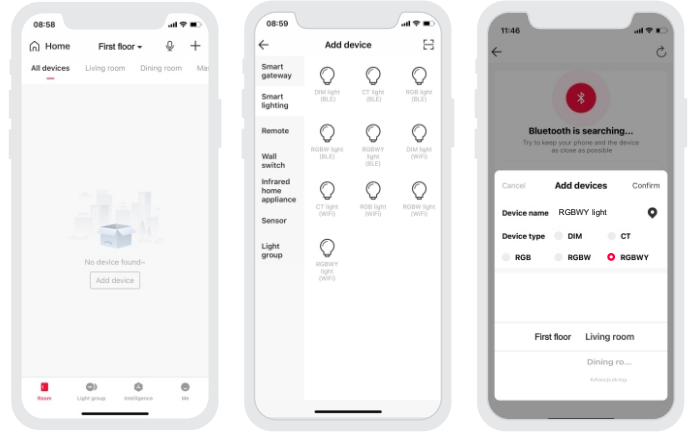 08:58
Home First floor
All devices Living room Dining room Ma
No device found~
Add device
Room Light group Intelligence Me
08:59
Add device
Smart
gateway
Smart
lighting
Remote
Wall
switch
Infrared
home
appliance
Sensor
Light
group
DIM light
(BLE)
CT light
(BLE)
RGB light
(BLE)
RGBW light
(BLE)
RGBWY
light
(BLE)
DIM light
(WiFi)
CT light
(WiFi)
RGB light
(WiFi)
RGBW light
(WiFi)
RGBWY
light
(WiFi)
11:46
Bluetooth is searching...
Try to keep your phone and the device
as close as possible
Cancel Add devices Confirm
Device name RGBWY light
Device type DIM CT
RGB RGBW RGBWY
First floor Living room
Dining ro...